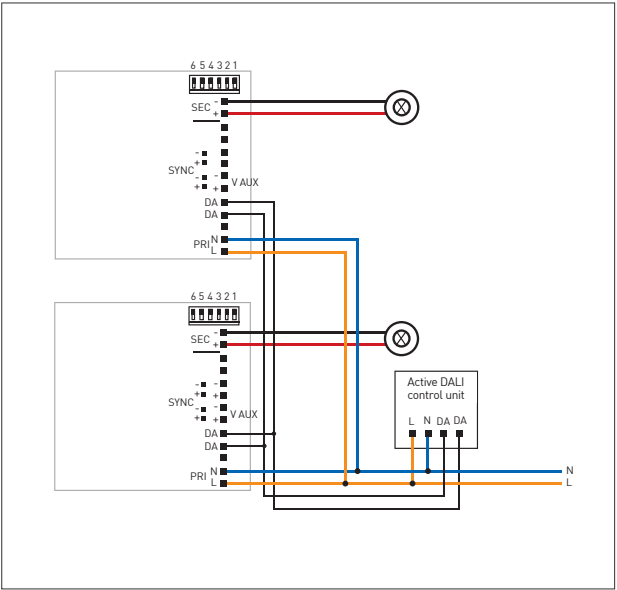 6 5 4 3 2 1
-
SEC
+
-
+
SYNC
-
+
-
+
V AUX
DA
DA
N
PRI
L
6 5 4 3 2 1
-
SEC
+
-
+
SYNC
-
+
-
+
-
+
V AUX
DA
DA
N
PRI
L
Active DALI
control unit
L N DA DA
N
L